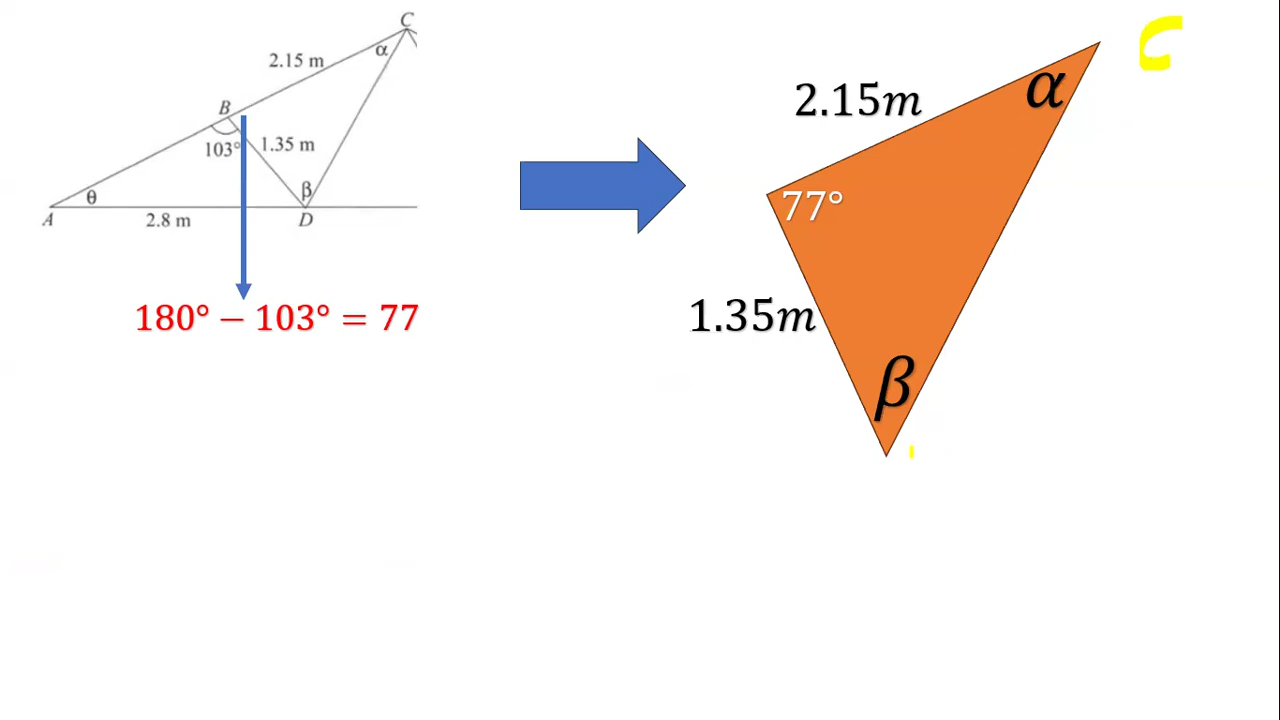 C
α
2.15 m
B
103°
1.35 m
β
θ
A
2.8 m
D
180° − 103° = 77
C
2.15m
α
77°
1.35m
β